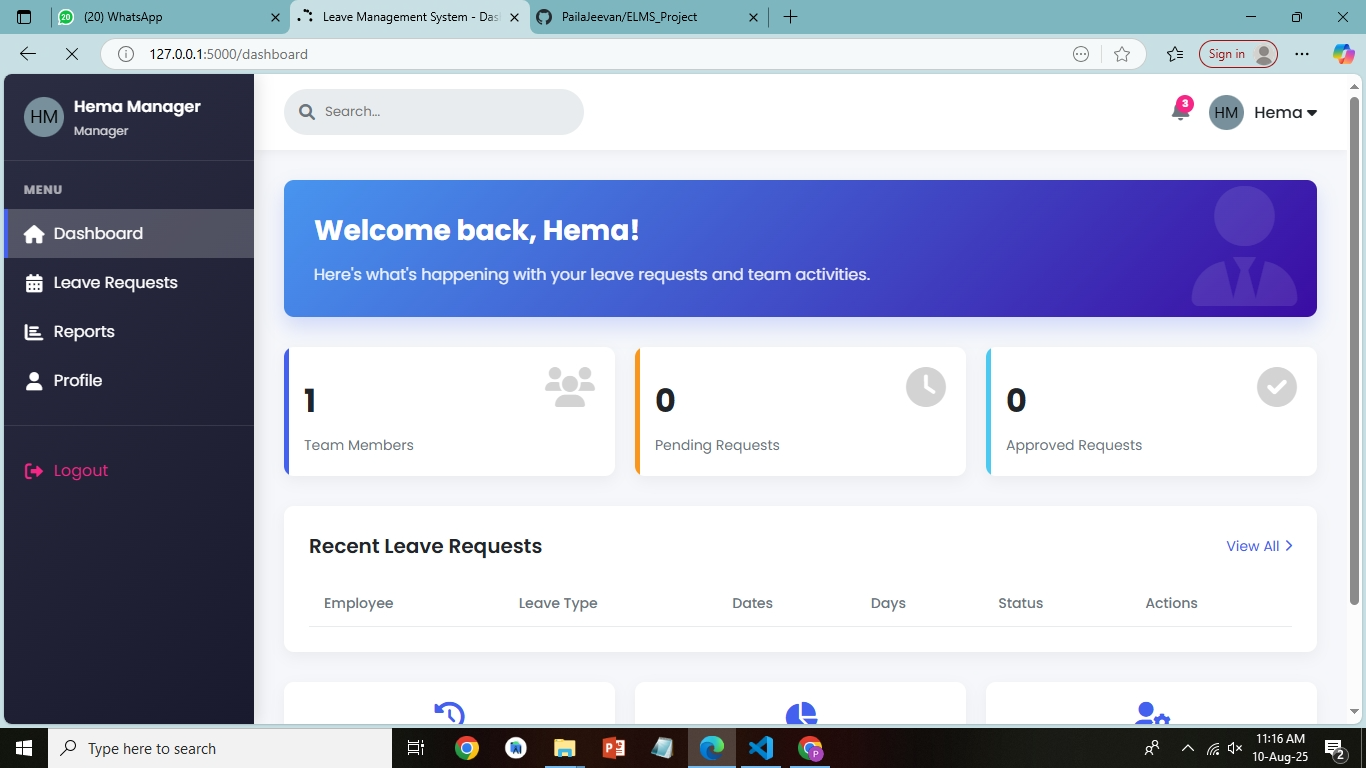 (20) WhatsApp
Leave Management System - Das
PailaJeevan/ELMS_Project
127.0.0.1:5000/dashboard
Sign in
HM
Hema Manager
Manager
Search...
3
HM
Hema
MENU
Dashboard
Leave Requests
Reports
Profile
Logout
Welcome back, Hema!
Here's what's happening with your leave requests and team activities.
1
Team Members
0
Pending Requests
0
Approved Requests
Recent Leave Requests
View All
Employee Leave Type Dates Days Status Actions
Type here to search
11:16 AM
10-Aug-25
2